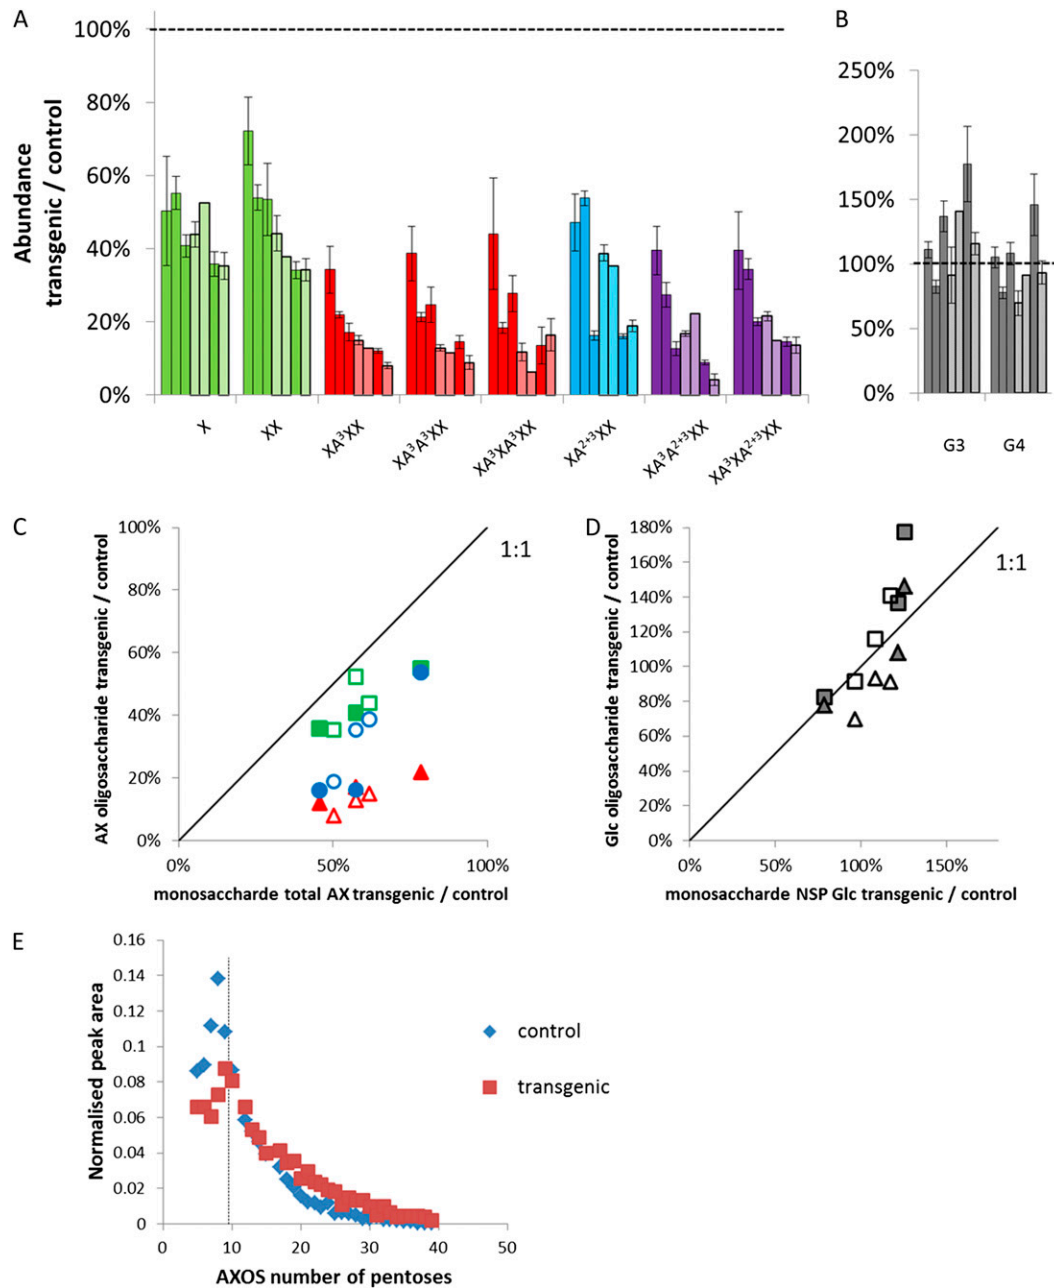 A
B
100%
80%
60%
40%
20%
0%
Abundance
transgenic / control
X
XX
XA³XX
XA³A³XX
XA³XA³XX
XA²⁺³XX
XA³A²⁺³XX
XA³XA²⁺³XX
250%
200%
150%
100%
50%
0%
G3
G4
C
100%
80%
60%
40%
20%
0%
AX oligosaccharide transgenic / control
1:1
0%
50%
100%
monosaccharde total AX transgenic / control
D
180%
160%
140%
120%
100%
80%
60%
40%
20%
0%
Glc oligosaccharide transgenic / control
1:1
0%
50%
100%
150%
monosaccharde NSP Glc transgenic / control
E
0.16
0.14
0.12
0.1
0.08
0.06
0.04
0.02
0
Normalised peak area
control
transgenic
0
10
20
30
40
50
AXOS number of pentoses